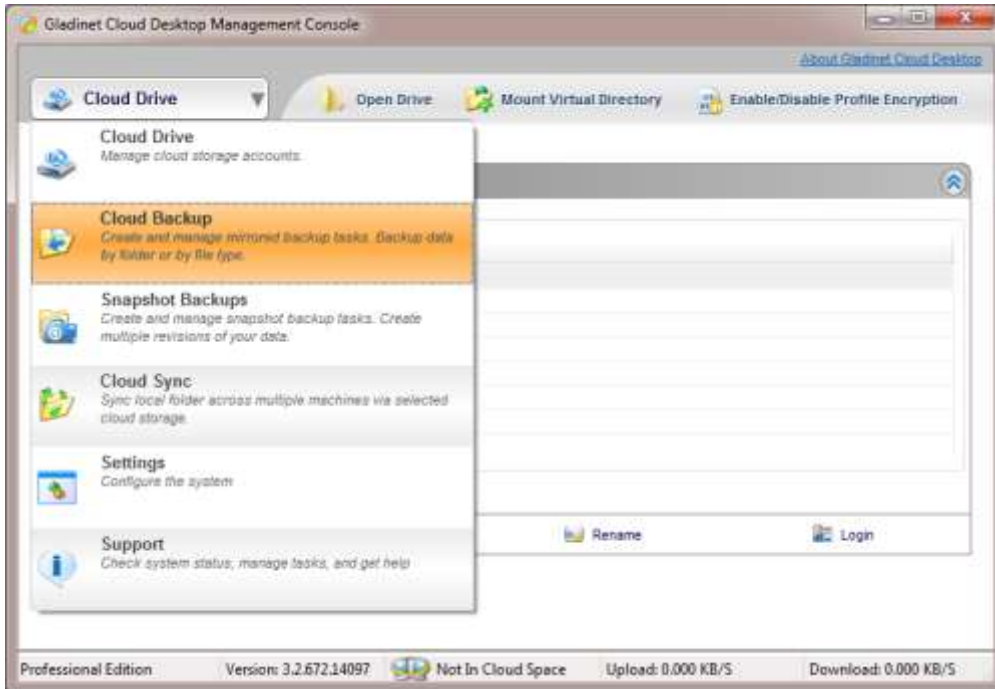 Gladinet Cloud Desktop Management Console
About Gladinet Cloud Desktop
Cloud Drive
Open Drive
Mount Virtual Directory
Enable/Disable Profile Encryption
Cloud Drive
Manage cloud storage accounts.
Cloud Backup
Create and manage mirrored backup tasks. Backup data
by folder or by file type.
Snapshot Backups
Create and manage snapshot backup tasks. Create
multiple revisions of your data.
Cloud Sync
Sync local folder across multiple machines via selected
cloud storage.
Settings
Configure the system
Support
Check system status, manage tasks, and get help
Rename
Login
Professional Edition
Version: 3.2.672.14097
Not In Cloud Space
Upload: 0.000 KB/S
Download: 0.000 KB/S